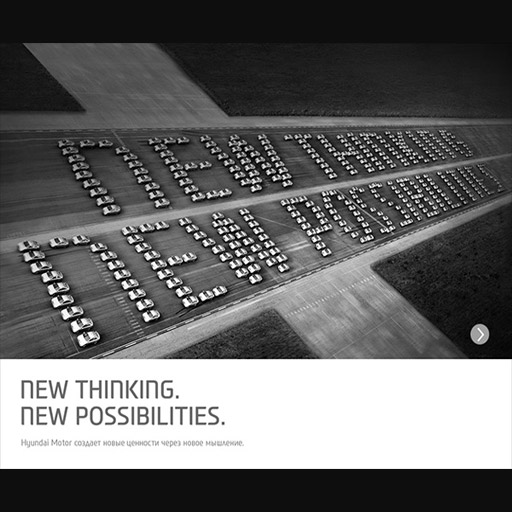 NEW THINKING
NEW POSSIBILITIES
NEW THINKING.
NEW POSSIBILITIES.
Hyundai Motor создает новые ценности через новое мышление.